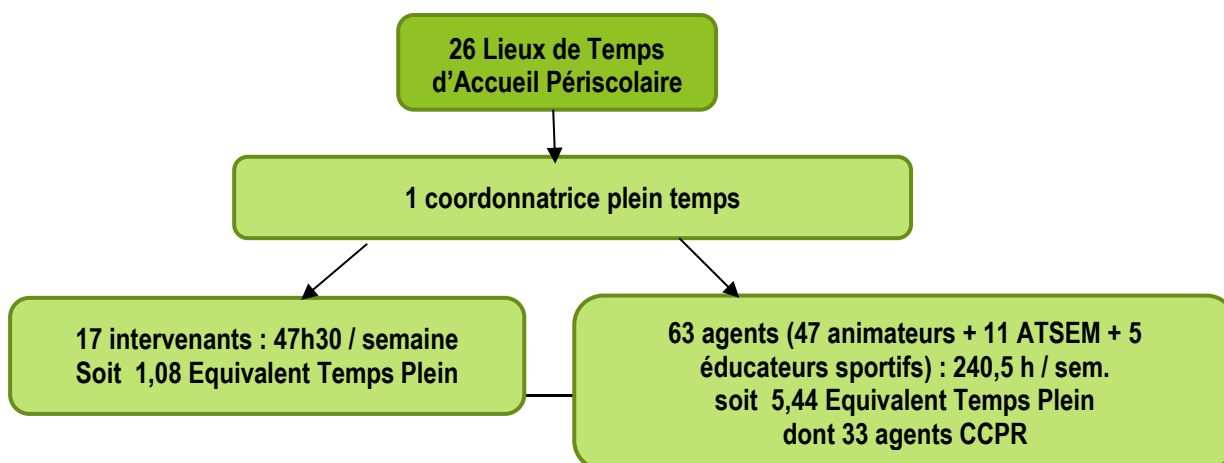 26 Lieux de Temps
d’Accueil Périscolaire
1 coordonnatrice plein temps
17 intervenants : 47h30 / semaine
Soit 1,08 Equivalent Temps Plein
63 agents (47 animateurs + 11 ATSEM + 5
éducateurs sportifs) : 240,5 h / sem.
soit 5,44 Equivalent Temps Plein
dont 33 agents CCPR